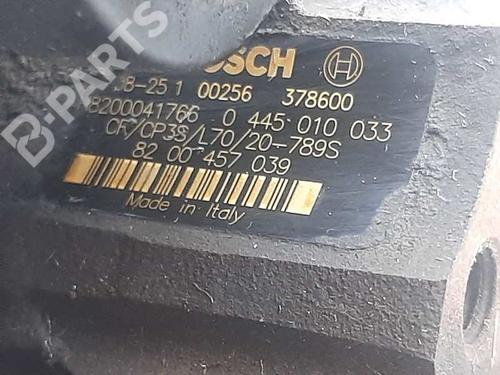 B-PARTS
BOSCH
08-25 1 00256 378600
8200041766 0 445 010 033
CR/CP3S/L70/20-789S
82 00 457 039
Made in Italy